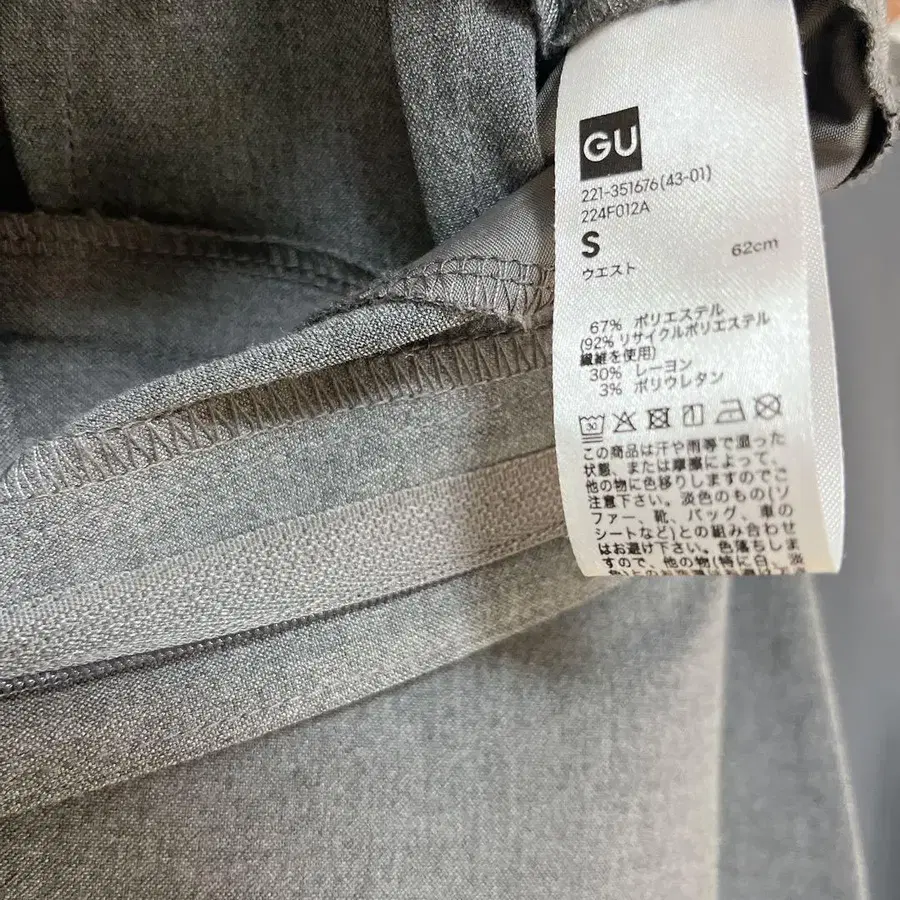 GU
221-351676(43-01)
224F012A
S
ウエスト 62cm
67% ポリエステル
(92% リサイクルポリエステル
繊維を使用)
30% レーヨン
3% ポリウレタン
30
この商品は汗や雨等で湿った
状態、または摩擦によって、
他の物に色移りしますのでご
注意下さい。淡色のもの(ソ
ファー、靴、バッグ、車の
シートなど)との組み合わせ
はお避け下さい。色落ちしま
すので、他の物(特に白、淡